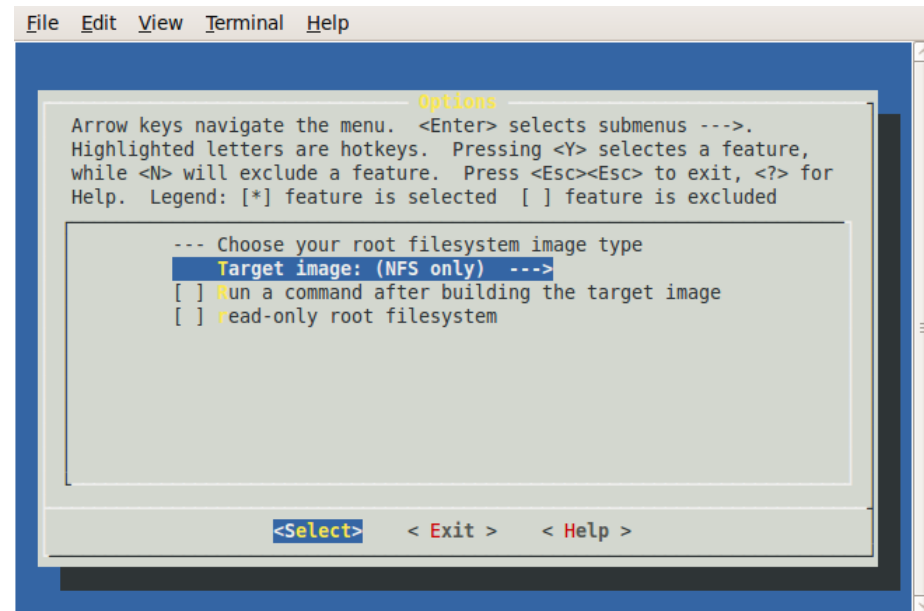 File Edit View Terminal Help
Options
Arrow keys navigate the menu. <Enter> selects submenus --->.
Highlighted letters are hotkeys. Pressing <Y> selectes a feature,
while <N> will exclude a feature. Press <Esc><Esc> to exit, <?> for
Help. Legend: [*] feature is selected [ ] feature is excluded
--- Choose your root filesystem image type
Target image: (NFS only) --->
[ ] Run a command after building the target image
[ ] read-only root filesystem
<Select> < Exit > < Help >